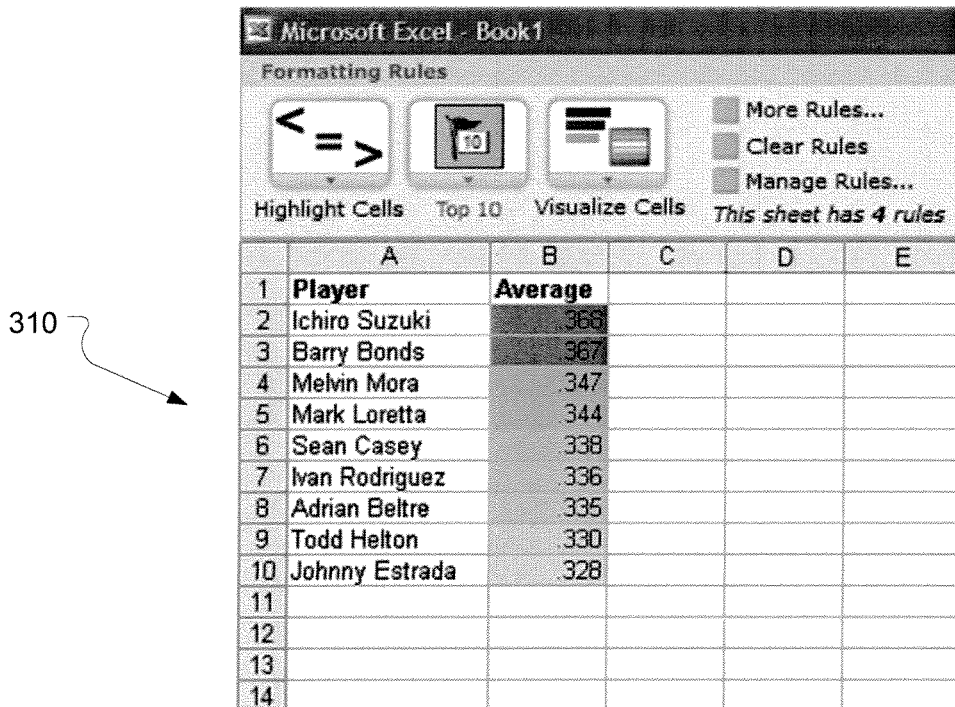 Microsoft Excel - Book1
Formatting Rules
< = >
10
More Rules...
Clear Rules
Manage Rules...
Highlight Cells Top 10 Visualize Cells This sheet has 4 rules
A B C D E
1 Player Average
310
2 Ichiro Suzuki .368
3 Barry Bonds .367
4 Melvin Mora .347
5 Mark Loretta .344
6 Sean Casey .338
7 Ivan Rodriguez .336
8 Adrian Beltre .335
9 Todd Helton .330
10 Johnny Estrada .328
11
12
13
14